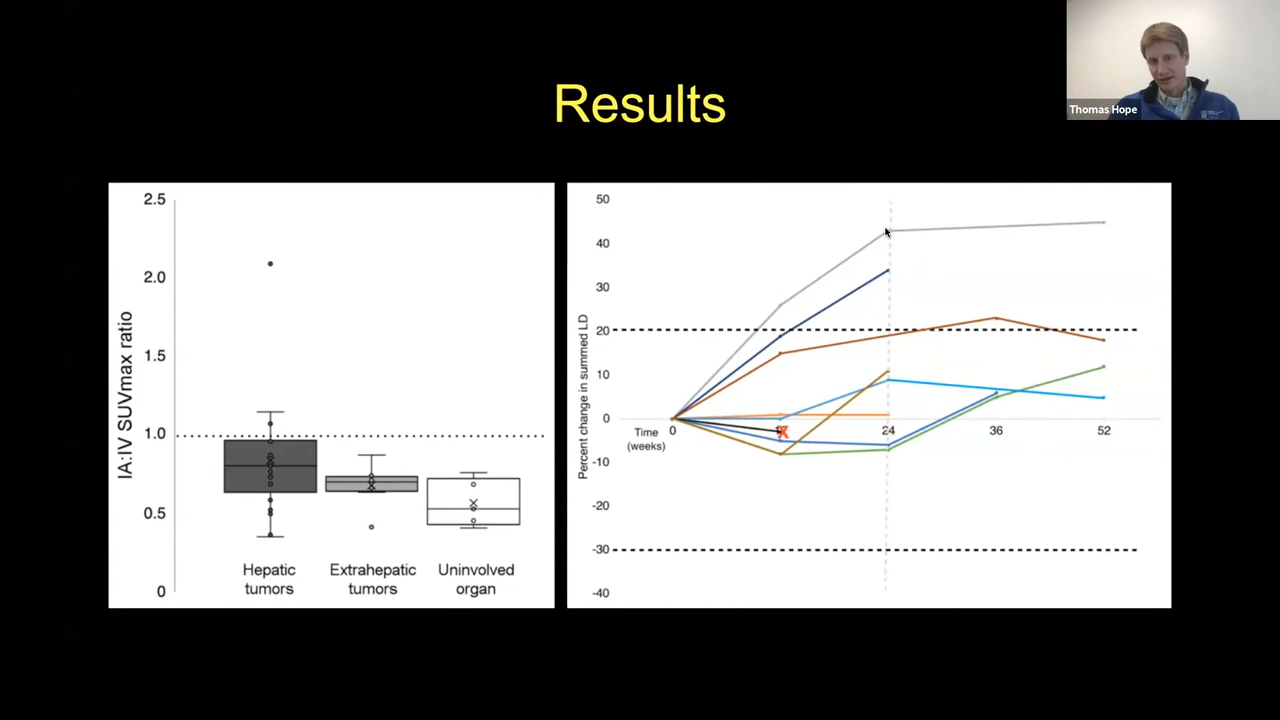 Thomas Hope
Results
IA:IV SUVmax ratio
2.5
2.0
1.5
1.0
0.5
0
Hepatic
tumors
Extrahepatic
tumors
Uninvolved
organ
Percent change in summed LD
50
40
30
20
10
0
-10
-20
-30
-40
Time
(weeks)
0
24
36
52